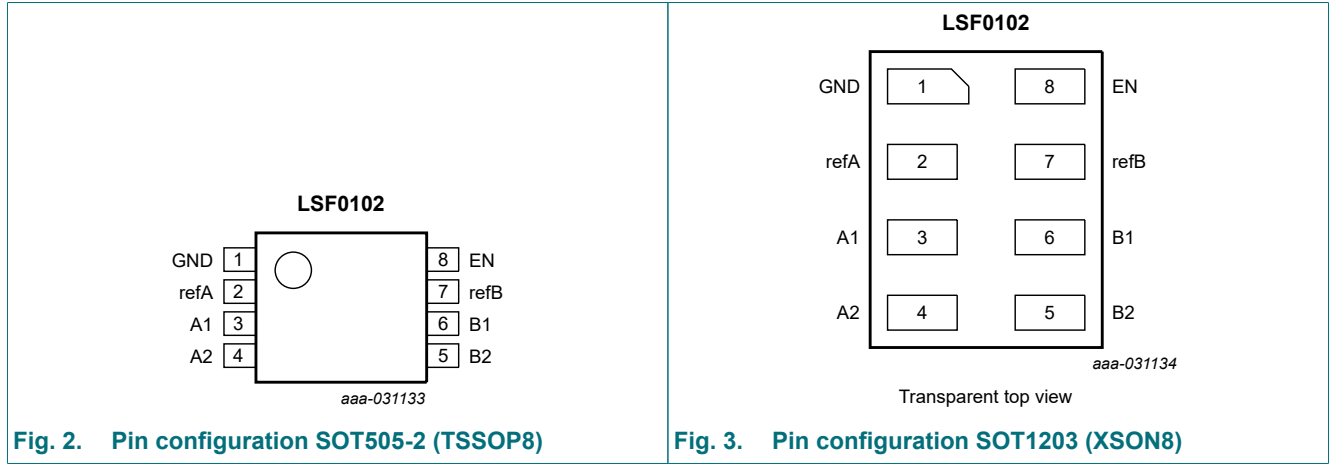 LSF0102
GND 1 8 EN
refA 2 7 refB
A1 3 6 B1
A2 4 5 B2
aaa-031133
Fig. 2. Pin configuration SOT505-2 (TSSOP8)
LSF0102
GND 1 8 EN
refA 2 7 refB
A1 3 6 B1
A2 4 5 B2
aaa-031134
Transparent top view
Fig. 3. Pin configuration SOT1203 (XSON8)